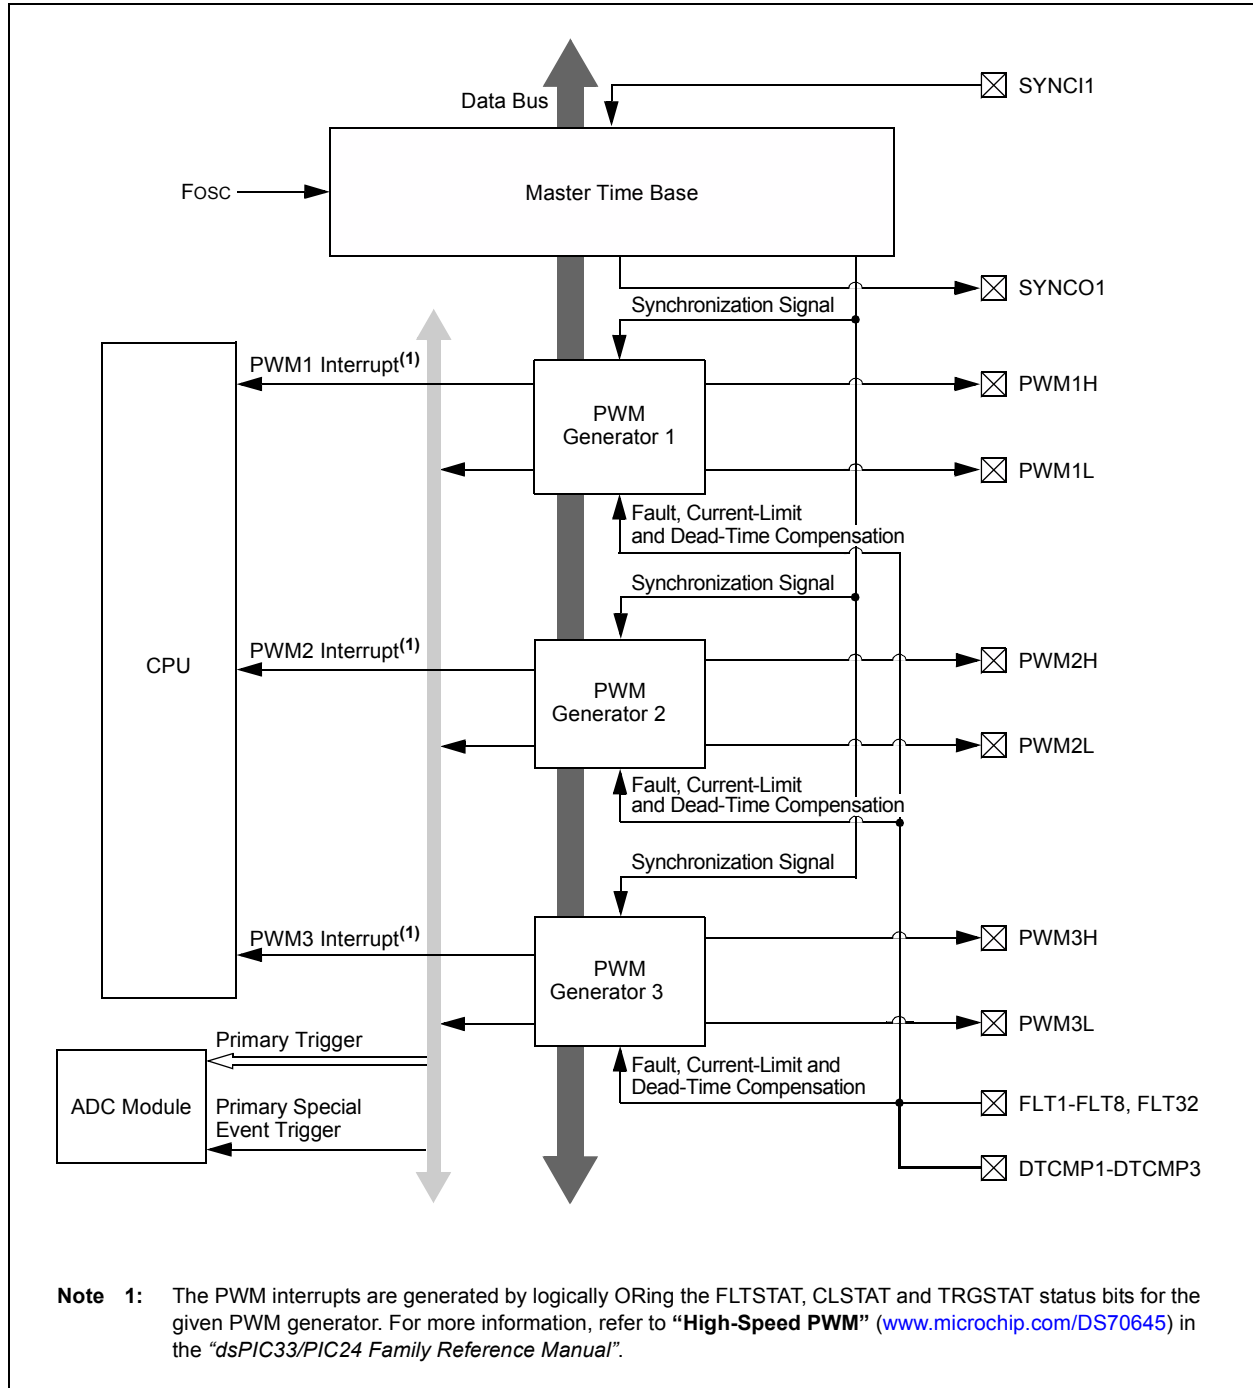 SYNCI1
Data Bus
FOSC
Master Time Base
SYNCO1
Synchronization Signal
PWM1 Interrupt(1)
PWM
Generator 1
PWM1H
PWM1L
Fault, Current-Limit
and Dead-Time Compensation
Synchronization Signal
CPU
PWM2 Interrupt(1)
PWM
Generator 2
PWM2H
PWM2L
Fault, Current-Limit
and Dead-Time Compensation
Synchronization Signal
PWM3 Interrupt(1)
PWM
Generator 3
PWM3H
PWM3L
Primary Trigger
Fault, Current-Limit and
Dead-Time Compensation
ADC Module
Primary Special
Event Trigger
FLT1-FLT8, FLT32
DTCMP1-DTCMP3
Note 1: The PWM interrupts are generated by logically ORing the FLTSTAT, CLSTAT and TRGSTAT status bits for the
given PWM generator. For more information, refer to “High-Speed PWM” (www.microchip.com/DS70645) in
the “dsPIC33/PIC24 Family Reference Manual”.